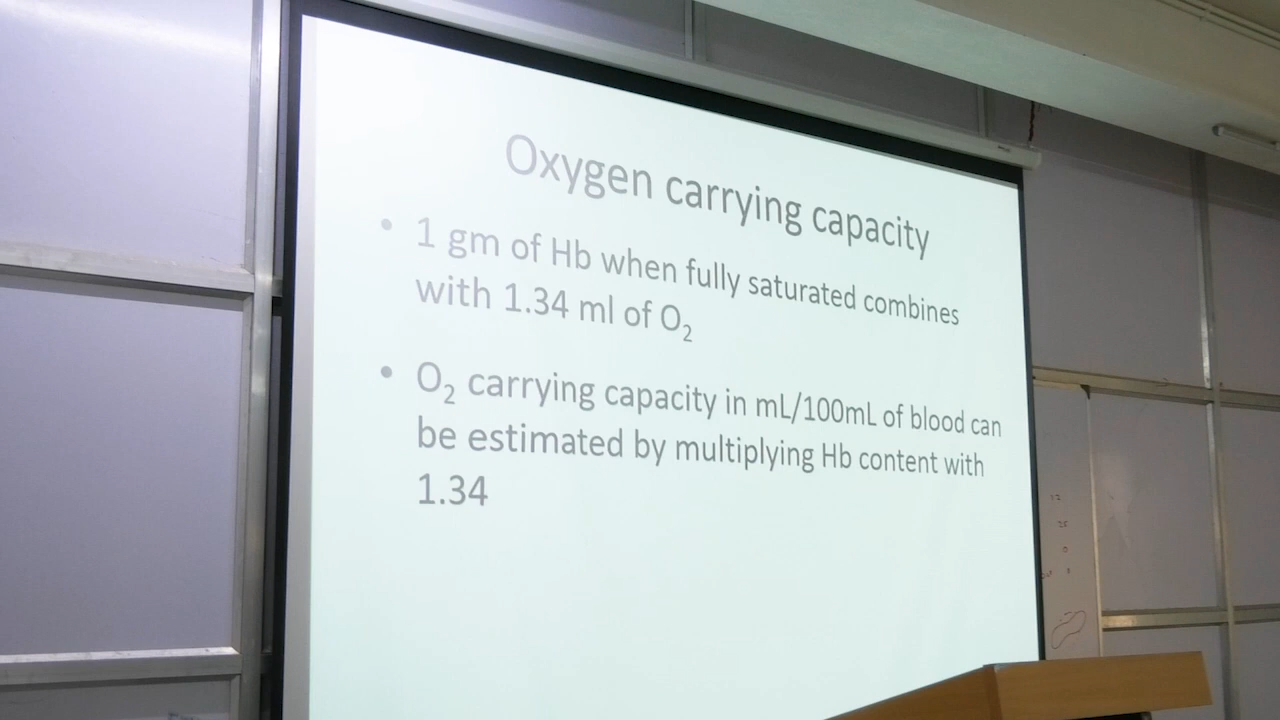 Oxygen carrying capacity
• 1 gm of Hb when fully saturated combines
with 1.34 ml of O₂
• O₂ carrying capacity in mL/100mL of blood can
be estimated by multiplying Hb content with
1.34